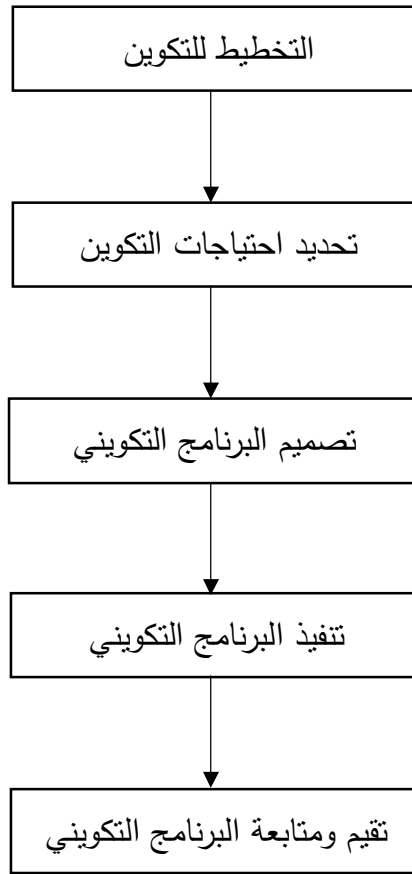 التخطيط للتكوين
تحديد احتياجات التكوين
تصميم البرنامج التكويني
تنفيذ البرنامج التكويني
تقيم ومتابعة البرنامج التكويني